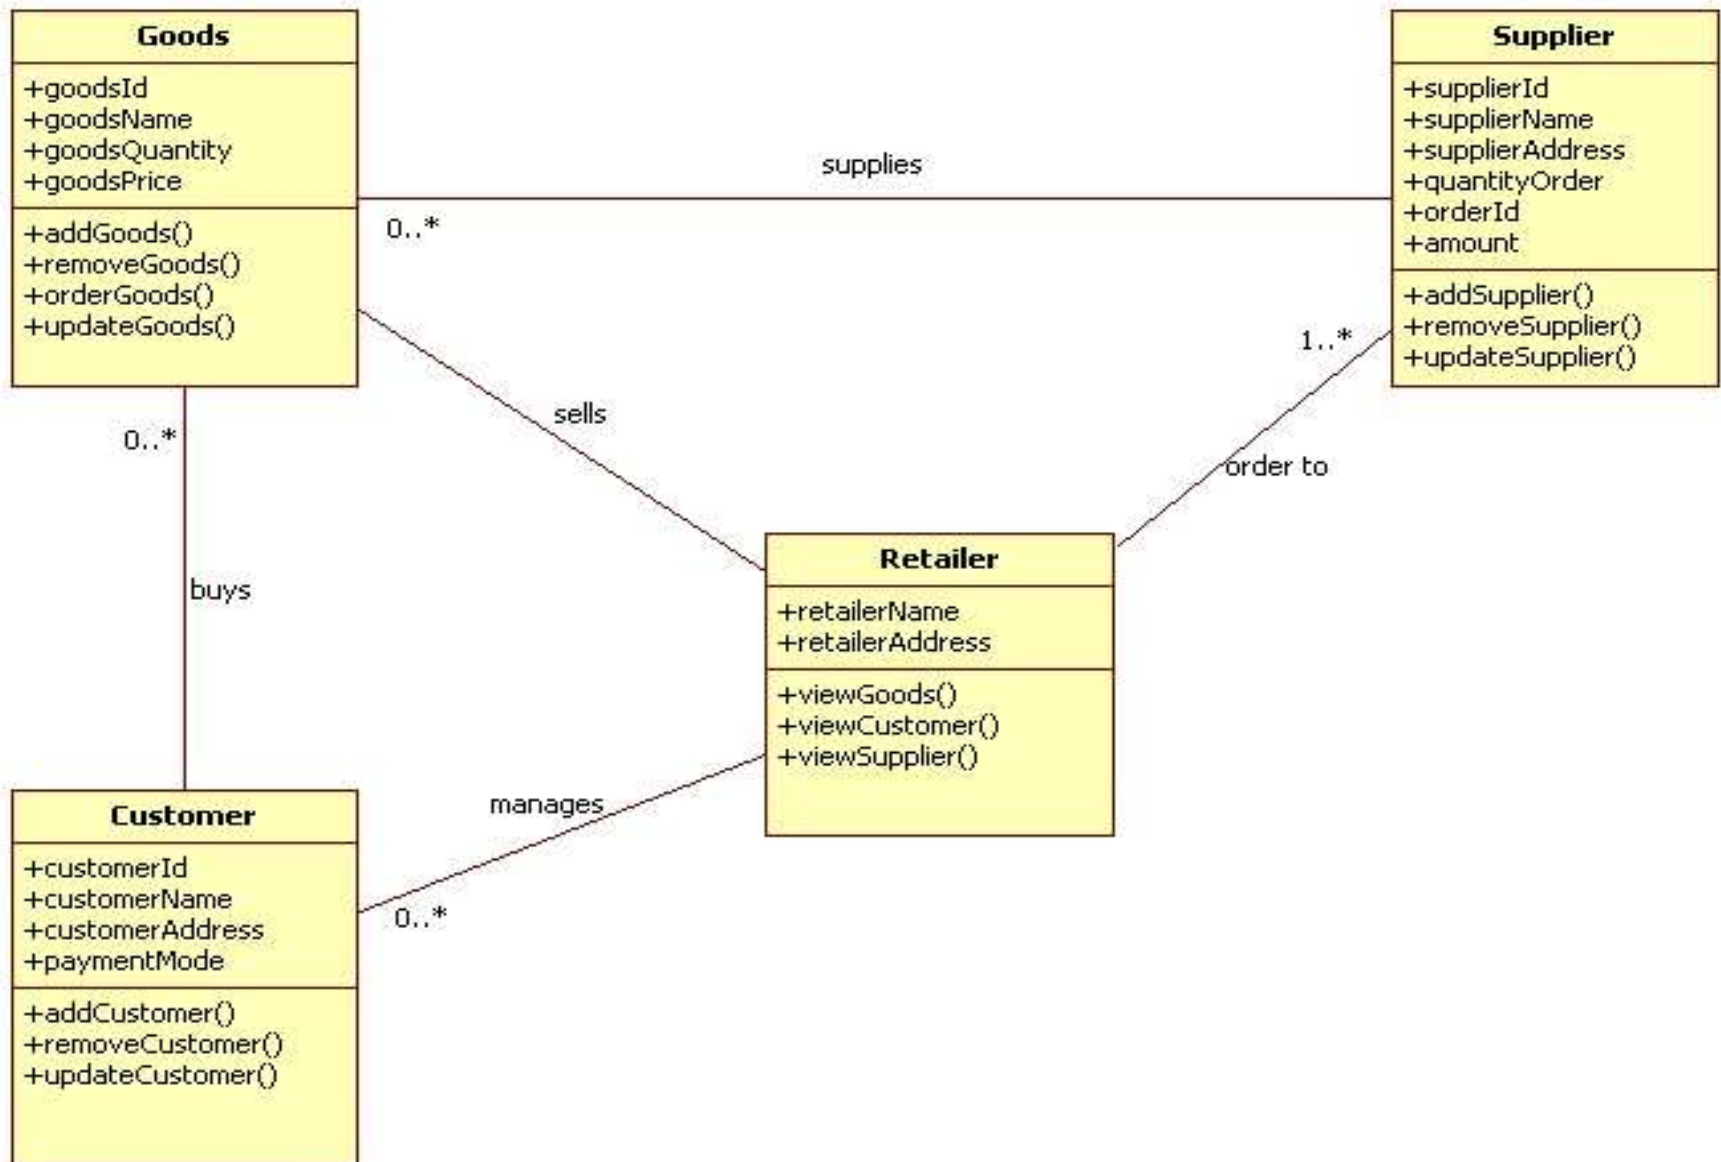 Goods
+goodsId
+goodsName
+goodsQuantity
+goodsPrice
+addGoods()
+removeGoods()
+orderGoods()
+updateGoods()
supplies
0..*
Supplier
+supplierId
+supplierName
+supplierAddress
+quantityOrder
+orderId
+amount
+addSupplier()
+removeSupplier()
+updateSupplier()
1..*
order to
sells
0..*
buys
Retailer
+retailerName
+retailerAddress
+viewGoods()
+viewCustomer()
+viewSupplier()
manages
0..*
Customer
+customerId
+customerName
+customerAddress
+paymentMode
+addCustomer()
+removeCustomer()
+updateCustomer()